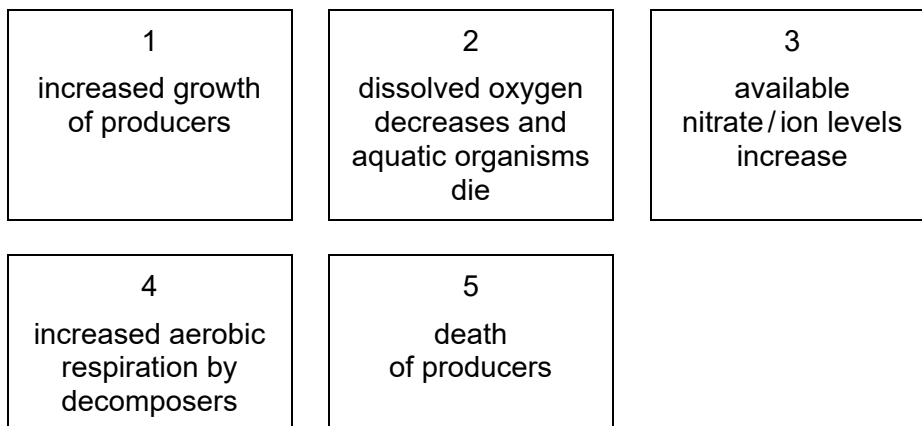 1
increased growth
of producers
2
dissolved oxygen
decreases and
aquatic organisms
die
3
available
nitrate / ion levels
increase
4
increased aerobic
respiration by
decomposers
5
death
of producers